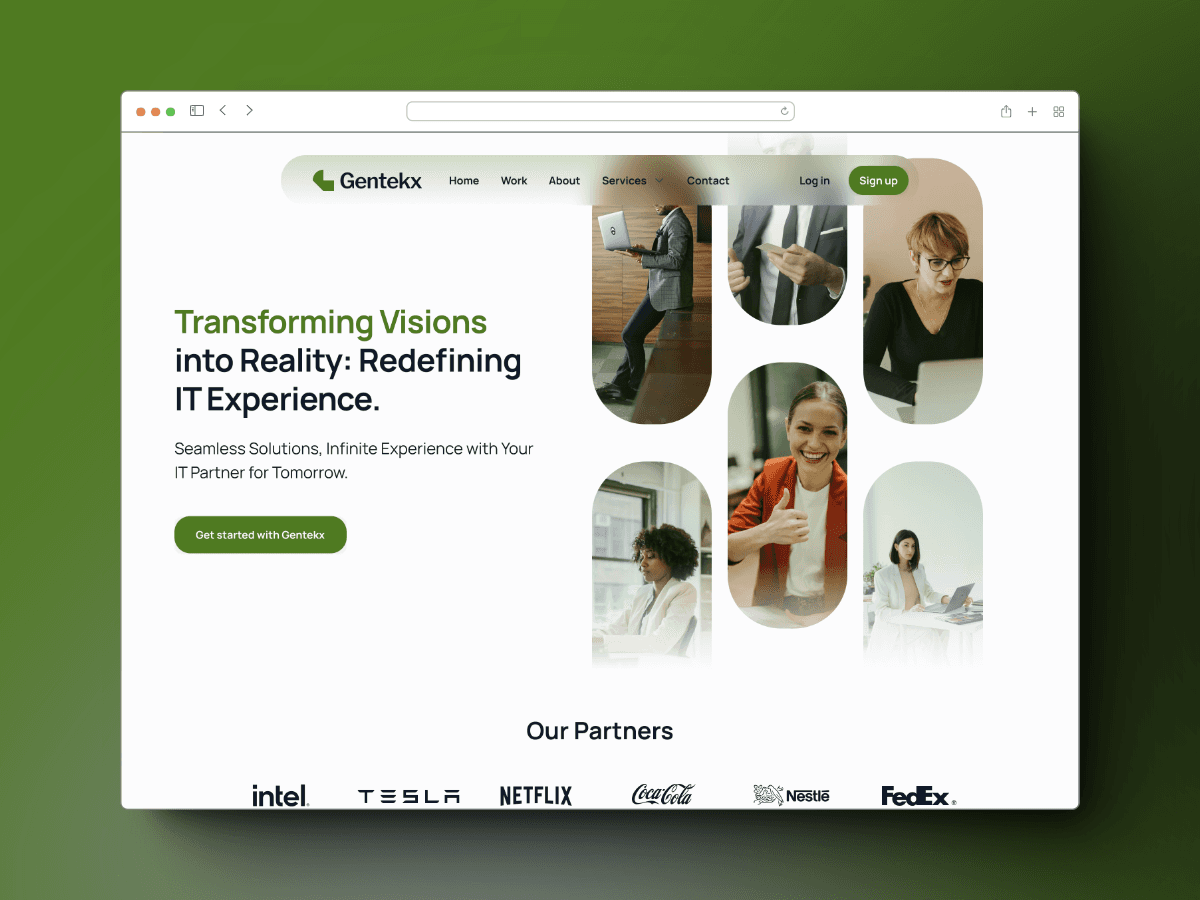 Gentekx
Home Work About Services Contact Log in Sign up
Transforming Visions
into Reality: Redefining
IT Experience.
Seamless Solutions, Infinite Experience with Your
IT Partner for Tomorrow.
Get started with Gentekx
Our Partners
intel. TESLA NETFLIX Coca-Cola Nestlé FedEx ®